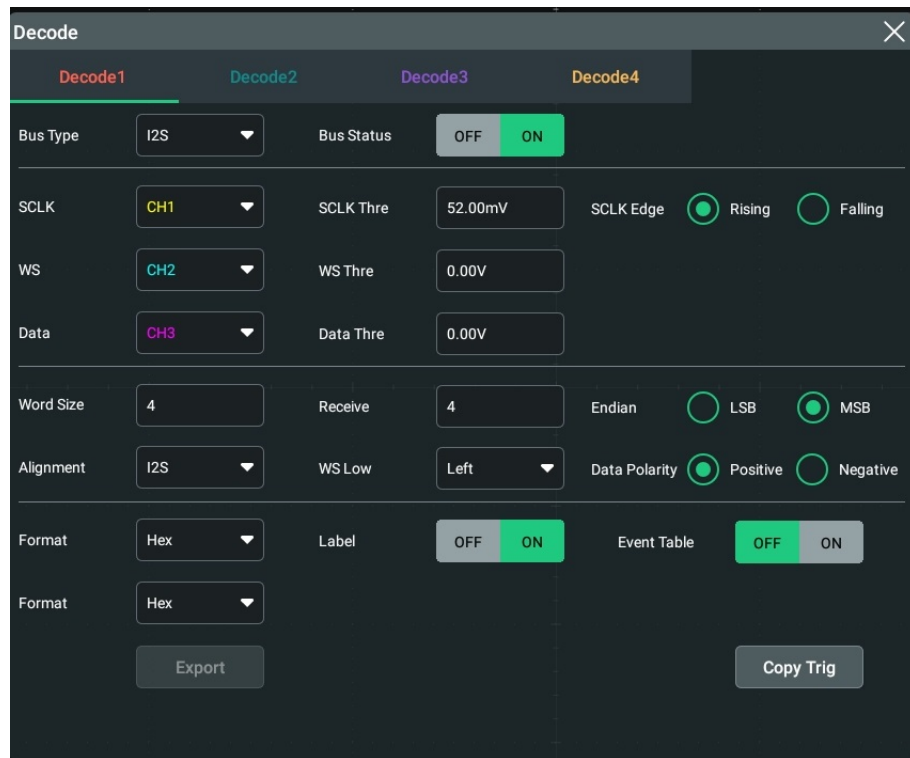 Decode
Decode1 Decode2 Decode3 Decode4
Bus Type I2S Bus Status OFF ON
SCLK CH1 SCLK Thre 52.00mV SCLK Edge Rising Falling
WS CH2 WS Thre 0.00V
Data CH3 Data Thre 0.00V
Word Size 4 Receive 4 Endian LSB MSB
Alignment I2S WS Low Left Data Polarity Positive Negative
Format Hex Label OFF ON Event Table OFF ON
Format Hex
Export Copy Trig